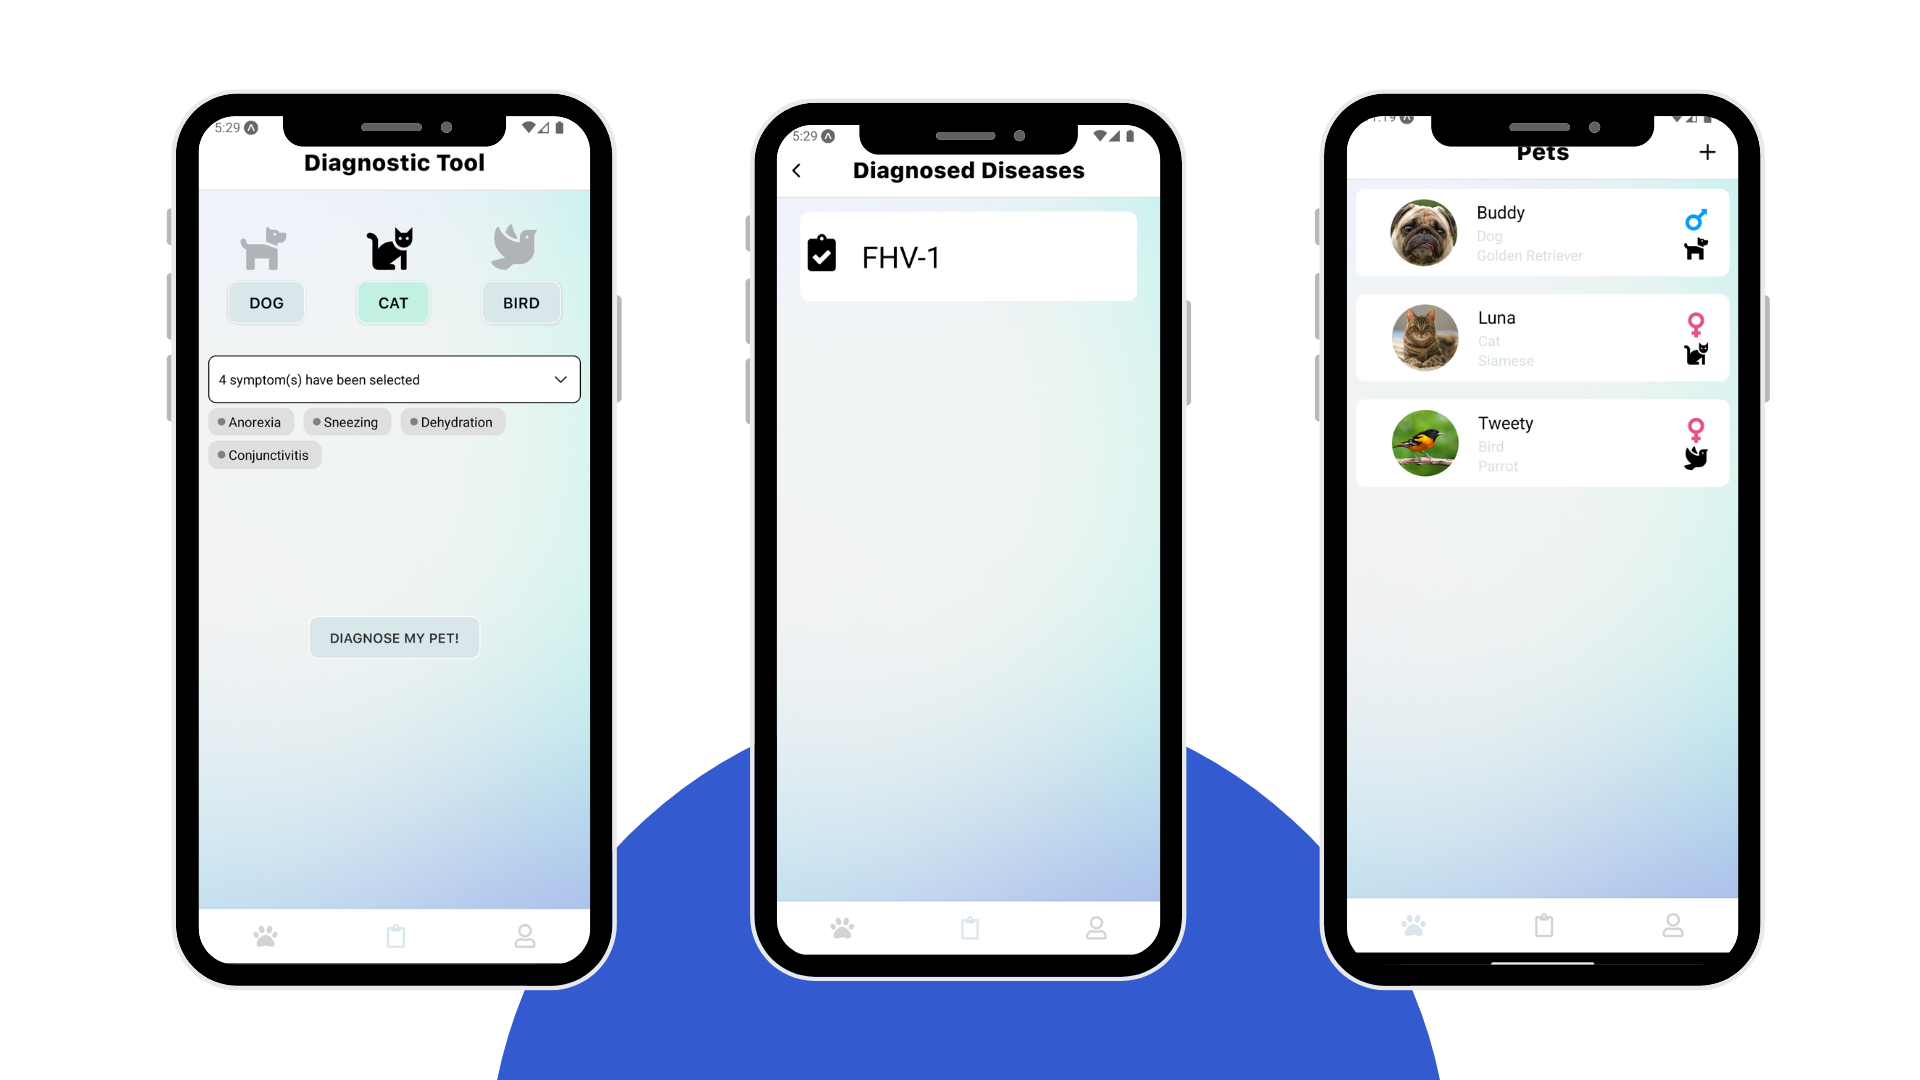 5:29
Diagnostic Tool
DOG
CAT
BIRD
4 symptom(s) have been selected
Anorexia
Sneezing
Dehydration
Conjunctivitis
DIAGNOSE MY PET!
5:29
Diagnosed Diseases
FHV-1
Pets
+
Buddy
Dog
Golden Retriever
Luna
Cat
Siamese
Tweety
Bird
Parrot